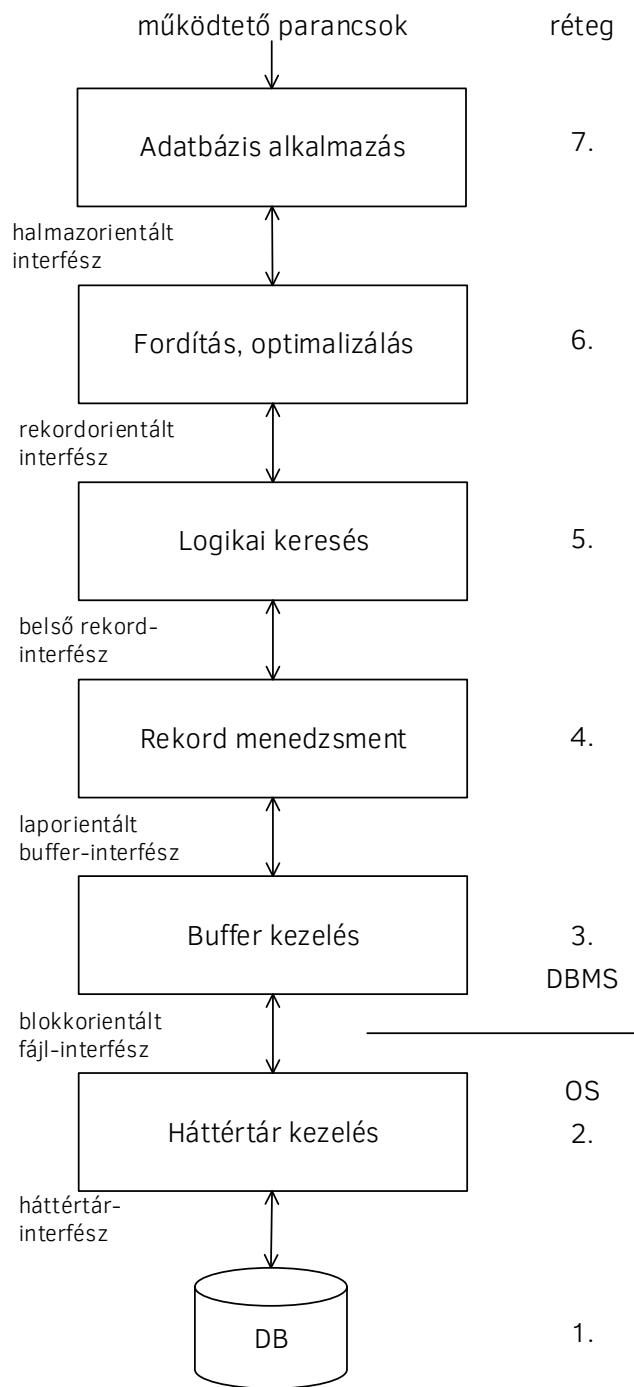 működtető parancsok
réteg
Adatbázis alkalmazás
7.
halmazorientált
interfész
Fordítás, optimalizálás
6.
rekordorientált
interfész
Logikai keresés
5.
belső rekord-
interfész
Rekord menedzsment
4.
laporientált
buffer-interfész
Buffer kezelés
3.
DBMS
blokkorientált
fájl-interfész
OS
Háttértár kezelés
2.
háttértár-
interfész
DB
1.